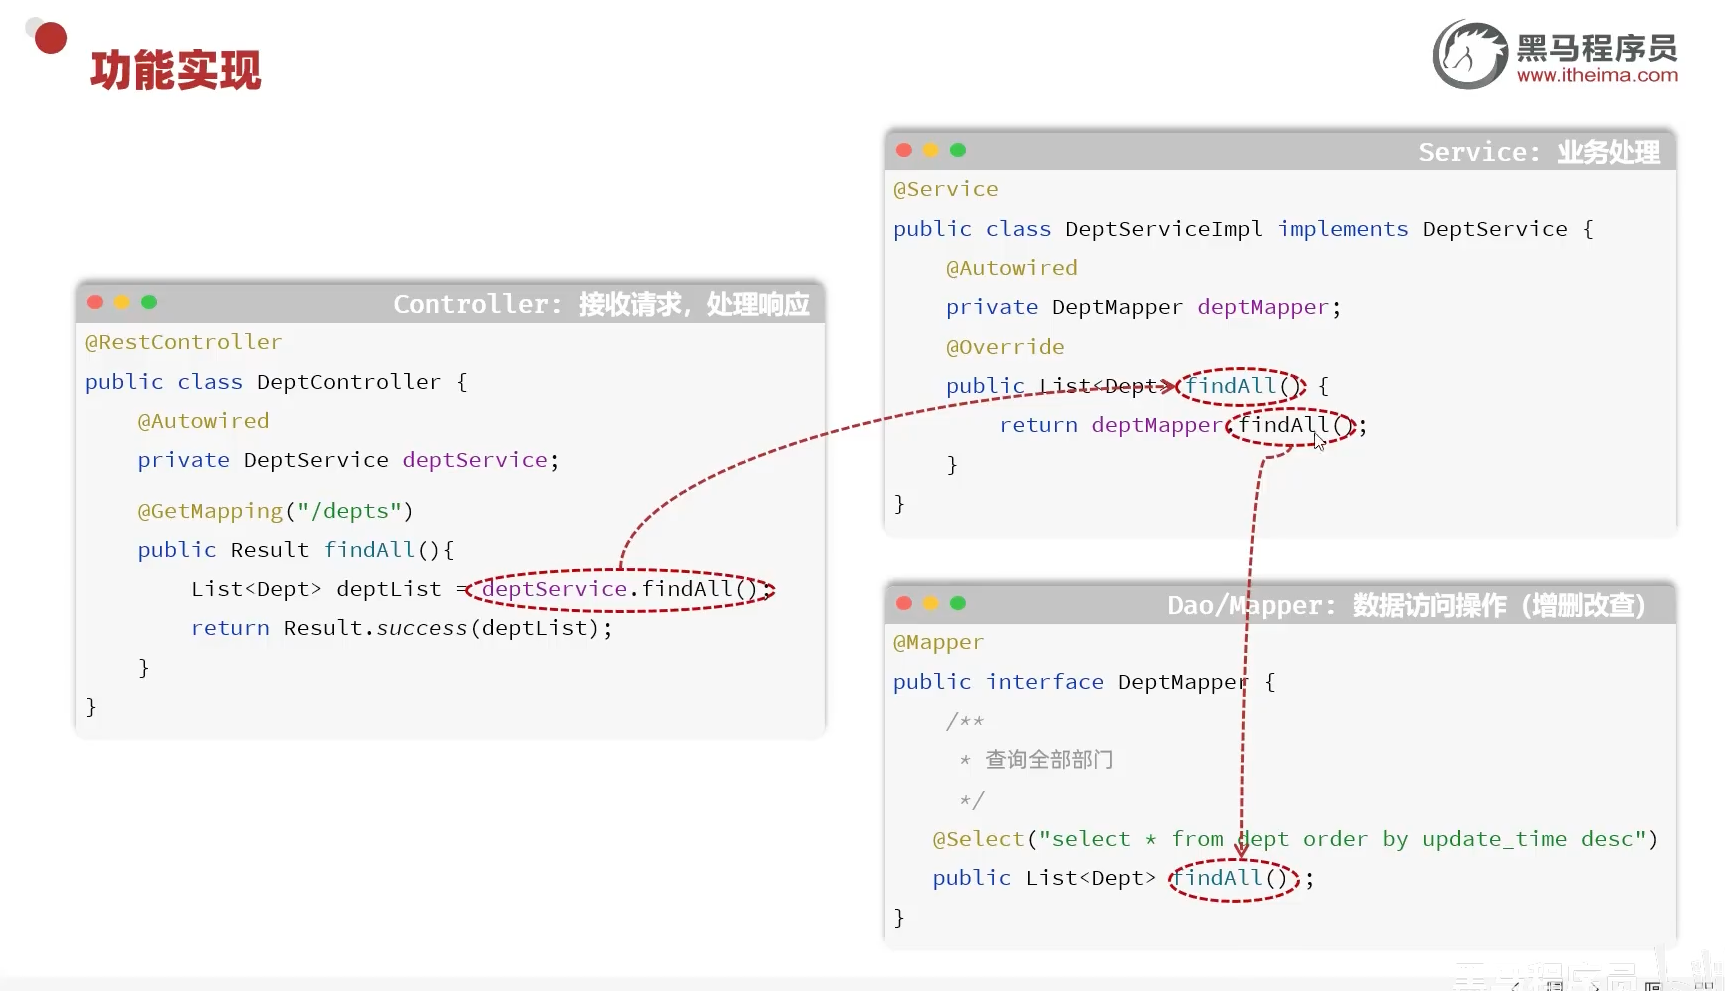 功能实现
黑马程序员
www.itheima.com
Controller: 接收请求，处理响应
@RestController
public class DeptController {
@Autowired
private DeptService deptService;
@GetMapping("/depts")
public Result findAll(){
List<Dept> deptList = deptService.findAll();
return Result.success(deptList);
}
}
Service: 业务处理
@Service
public class DeptServiceImpl implements DeptService {
@Autowired
private DeptMapper deptMapper;
@Override
public List<Dept> findAll() {
return deptMapper.findAll();
}
}
Dao/Mapper: 数据访问操作（增删改查）
@Mapper
public interface DeptMapper {
/**
* 查询全部部门
*/
@Select("select * from dept order by update_time desc")
public List<Dept> findAll() ;
}
黑马程序员